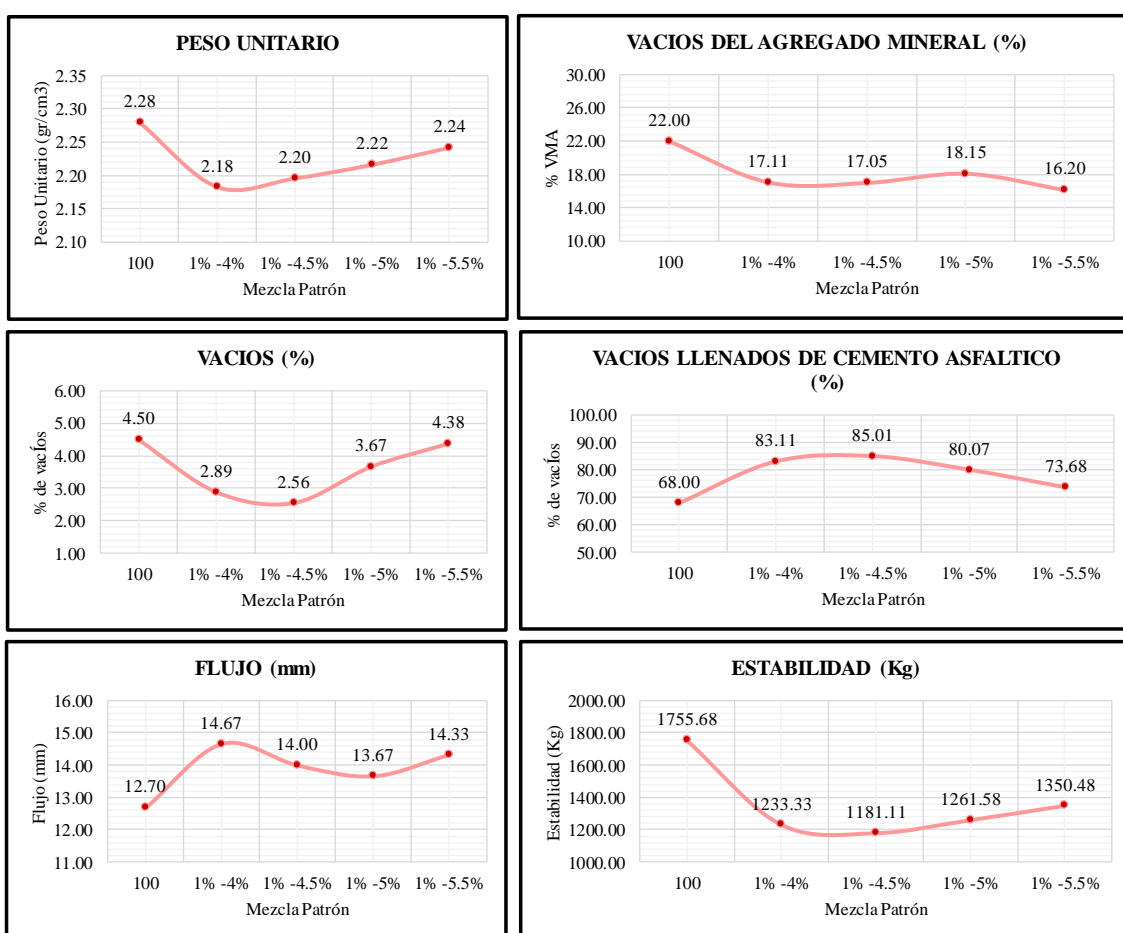 PESO UNITARIO
Peso Unitario (gr/cm3)
2.35
2.30
2.25
2.20
2.15
2.10
2.28
2.18
2.20
2.22
2.24
100 1% -4% 1% -4.5% 1% -5% 1% -5.5%
Mezcla Patrón
VACIOS DEL AGREGADO MINERAL (%)
% VMA
30.00
26.00
22.00
18.00
14.00
10.00
22.00
17.11
17.05
18.15
16.20
100 1% -4% 1% -4.5% 1% -5% 1% -5.5%
Mezcla Patrón
VACIOS (%)
% de vacÍos
6.00
5.00
4.00
3.00
2.00
1.00
4.50
2.89
2.56
3.67
4.38
100 1% -4% 1% -4.5% 1% -5% 1% -5.5%
Mezcla Patrón
VACIOS LLENADOS DE CEMENTO ASFALTICO
(%)
% de vacÍos
100.00
90.00
80.00
70.00
60.00
50.00
68.00
83.11
85.01
80.07
73.68
100 1% -4% 1% -4.5% 1% -5% 1% -5.5%
Mezcla Patrón
FLUJO (mm)
Flujo (mm)
16.00
15.00
14.00
13.00
12.00
11.00
12.70
14.67
14.00
13.67
14.33
100 1% -4% 1% -4.5% 1% -5% 1% -5.5%
Mezcla Patrón
ESTABILIDAD (Kg)
Estabilidad (Kg)
2000.00
1800.00
1600.00
1400.00
1200.00
1000.00
1755.68
1233.33
1181.11
1261.58
1350.48
100 1% -4% 1% -4.5% 1% -5% 1% -5.5%
Mezcla Patrón